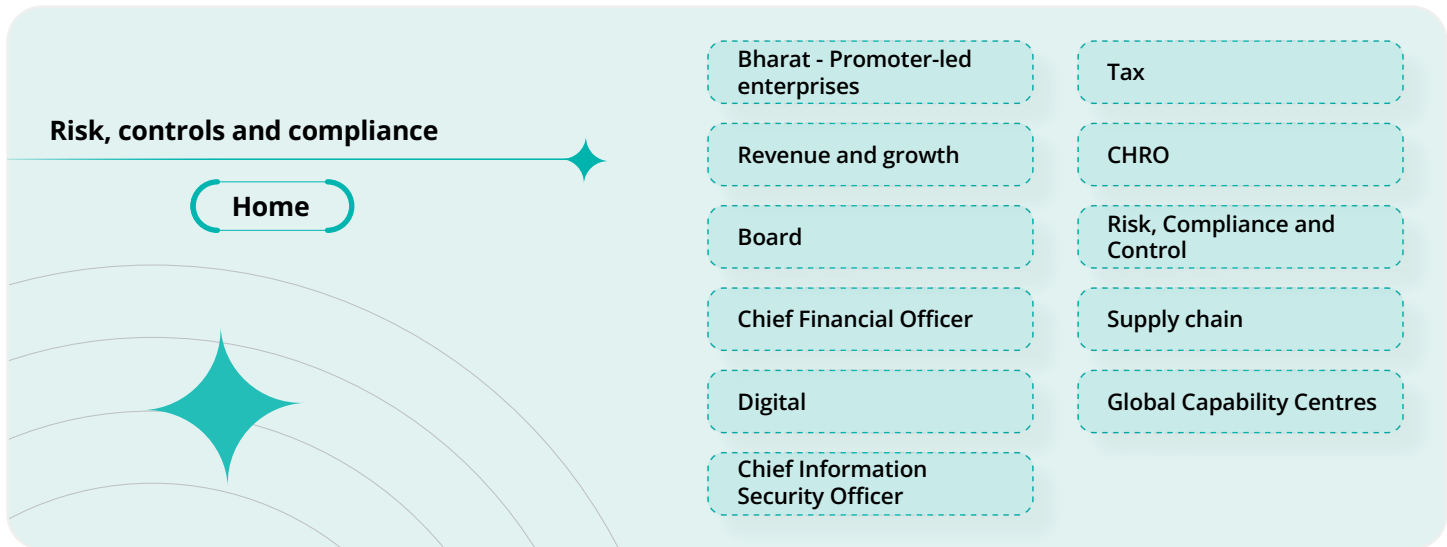 Risk, controls and compliance
Home
Bharat - Promoter-led
enterprises
Revenue and growth
Board
Chief Financial Officer
Digital
Chief Information
Security Officer
Tax
CHRO
Risk, Compliance and
Control
Supply chain
Global Capability Centres